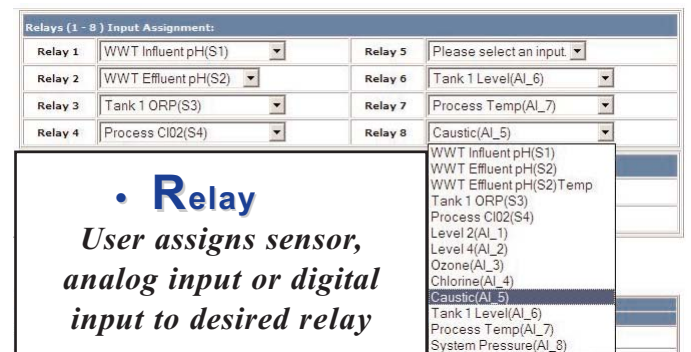 Relays (1 - 8 ) Input Assignment:
Relay 1 WWT Influent pH(S1) Relay 5 Please select an input.
Relay 2 WWT Effluent pH(S2) Relay 6 Tank 1 Level(AI_6)
Relay 3 Tank 1 ORP(S3) Relay 7 Process Temp(AI_7)
Relay 4 Process Cl02(S4) Relay 8 Caustic(AI_5)
WWT Influent pH(S1)
WWT Effluent pH(S2)
WWT Effluent pH(S2)Temp
Tank 1 ORP(S3)
Process Cl02(S4)
Level 2(AI_1)
Level 4(AI_2)
Ozone(AI_3)
Chlorine(AI_4)
Caustic(AI_5)
Tank 1 Level(AI_6)
Process Temp(AI_7)
System Pressure(AI_8)
• Relay
User assigns sensor,
analog input or digital
input to desired relay